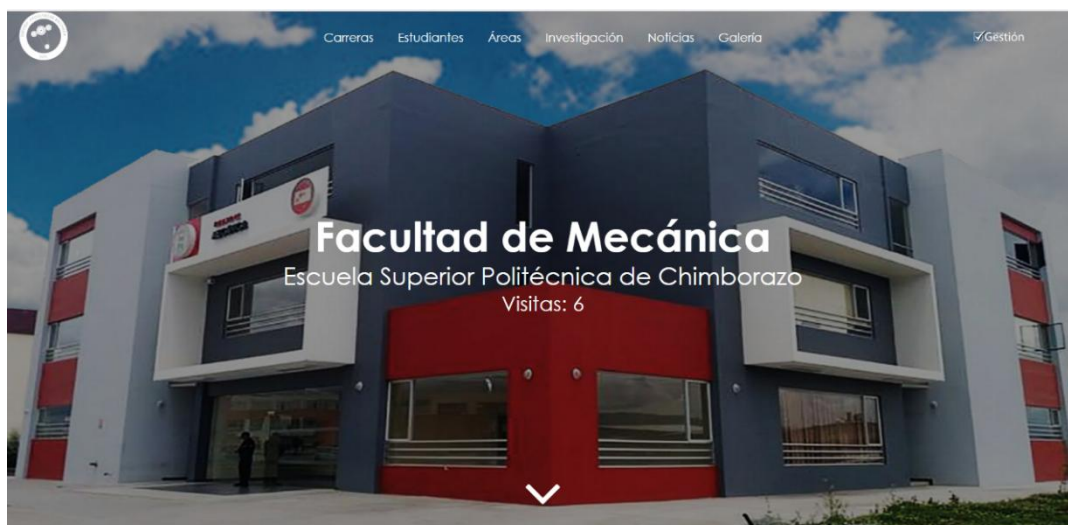 Carreras Estudiantes Áreas Investigación Noticias Galería Gestión
Facultad de Mecánica
Escuela Superior Politécnica de Chimborazo
Visitas: 6